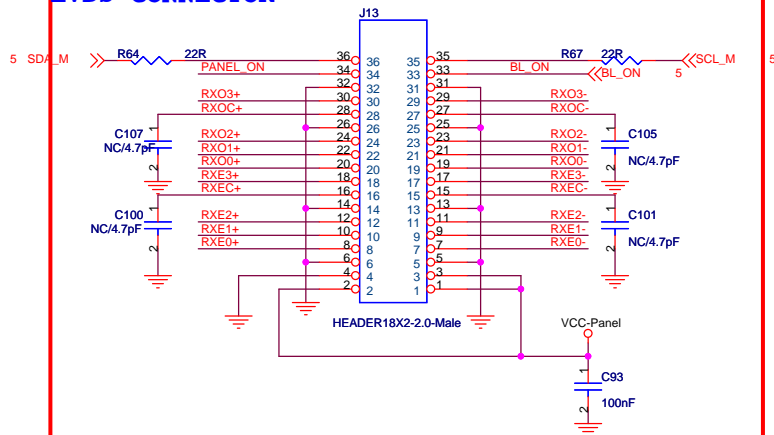 J13
5 SDA_M R64 22R 36 36 35 35 R67 22R SCL_M 5
PANEL_ON 34 34 33 33 BL_ON BL_ON 5
32 32 31 31
RXO3+ 30 30 29 29 RXO3-
RXOC+ 28 28 27 27 RXOC-
C107 1 26 26 25 25 1 C105
RXO2+ 24 24 23 23 RXO2-
NC/4.7pF RXO1+ 22 22 21 21 RXO1- NC/4.7pF
2 RXO0+ 20 20 19 19 RXO0- 2
RXE3+ 18 18 17 17 RXE3-
RXEC+ 16 16 15 15 RXEC-
C100 1 14 14 13 13 1 C101
NC/4.7pF RXE2+ 12 12 11 11 RXE2-
RXE1+ 10 10 9 9 RXE1- NC/4.7pF
2 RXE0+ 8 8 7 7 RXE0- 2
6 6 5 5
4 4 3 3
2 2 1 1
HEADER18X2-2.0-Male VCC-Panel
1 C93
2 100nF